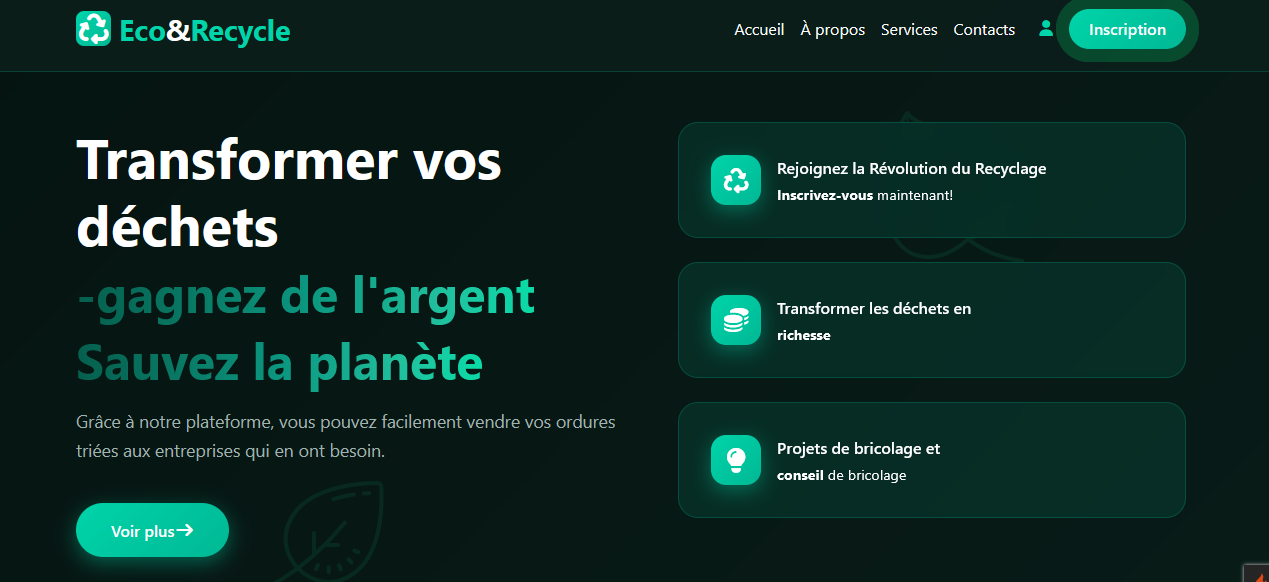 Eco&Recycle
Accueil À propos Services Contacts Inscription
Transformer vos
déchets
-gagnez de l'argent
Sauvez la planète
Grâce à notre plateforme, vous pouvez facilement vendre vos ordures
triées aux entreprises qui en ont besoin.
Voir plus→
Rejoignez la Révolution du Recyclage
Inscrivez-vous maintenant!
Transformer les déchets en
richesse
Projets de bricolage et
conseil de bricolage